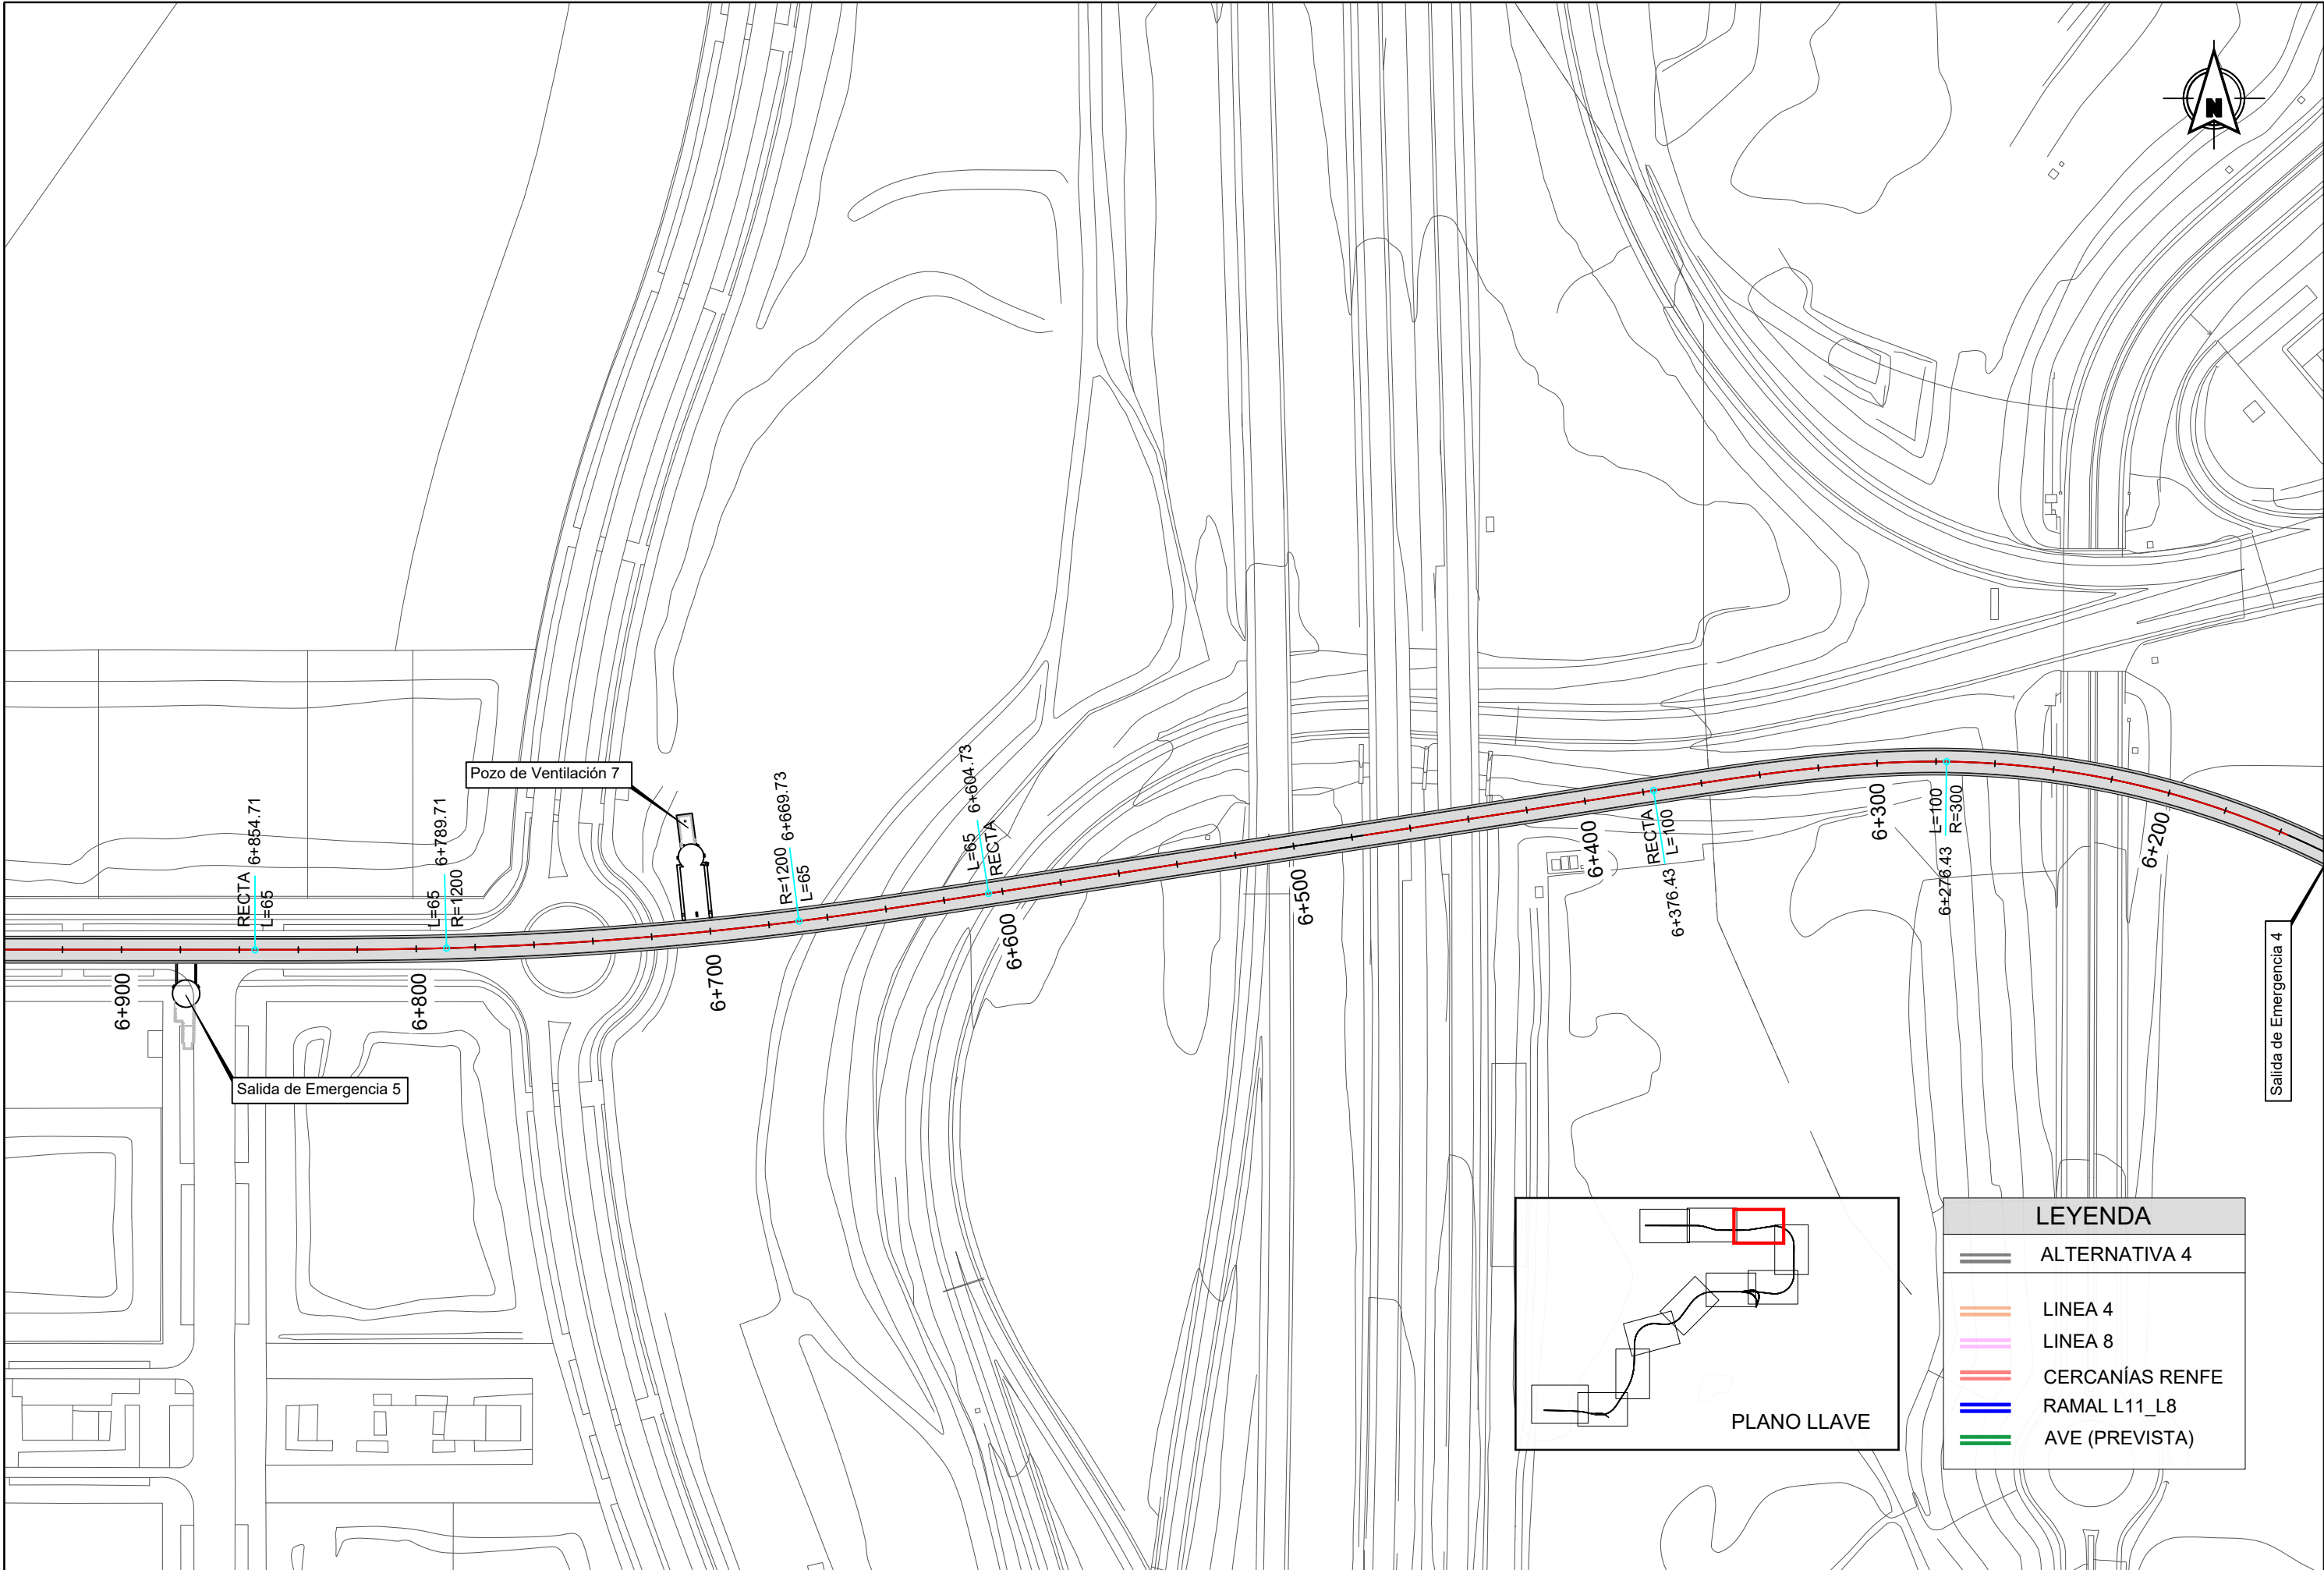 N
Pozo de Ventilación 7
RECTA 6+854.71
L=65
L=65 6+789.71
R=1200
R=1200 6+669.73
L=65
L=65 6+604.73
RECTA
RECTA
L=100
6+376.43
L=100
R=300
6+276.43
6+900
6+800
6+700
6+600
6+500
6+400
6+300
6+200
Salida de Emergencia 5
Salida de Emergencia 4
PLANO LLAVE
LEYENDA
ALTERNATIVA 4
LINEA 4
LINEA 8
CERCANÍAS RENFE
RAMAL L11_L8
AVE (PREVISTA)